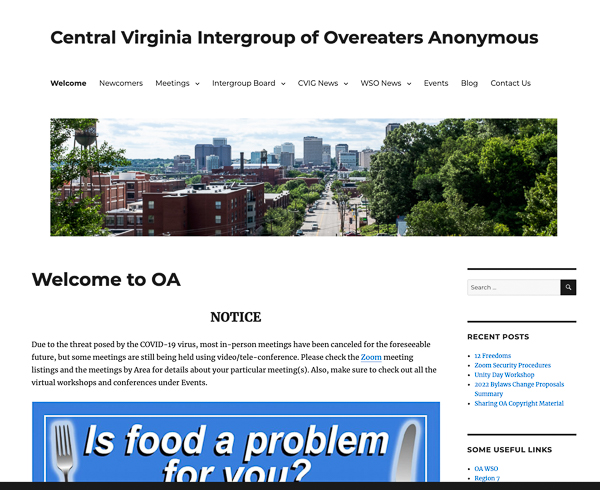 Central Virginia Intergroup of Overeaters Anonymous
Welcome Newcomers Meetings Intergroup Board CVIG News WSO News Events Blog Contact Us
Welcome to OA
NOTICE
Due to the threat posed by the COVID-19 virus, most in-person meetings have been canceled for the foreseeable
future, but some meetings are still being held using video/tele-conference. Please check the Zoom meeting
listings and the meetings by Area for details about your particular meeting(s). Also, make sure to check out all the
virtual workshops and conferences under Events.
Is food a problem
for you?
Search ...
RECENT POSTS
12 Freedoms
Zoom Security Procedures
Unity Day Workshop
2022 Bylaws Change Proposals
Summary
Sharing OA Copyright Material
SOME USEFUL LINKS
OA WSO
Region 7